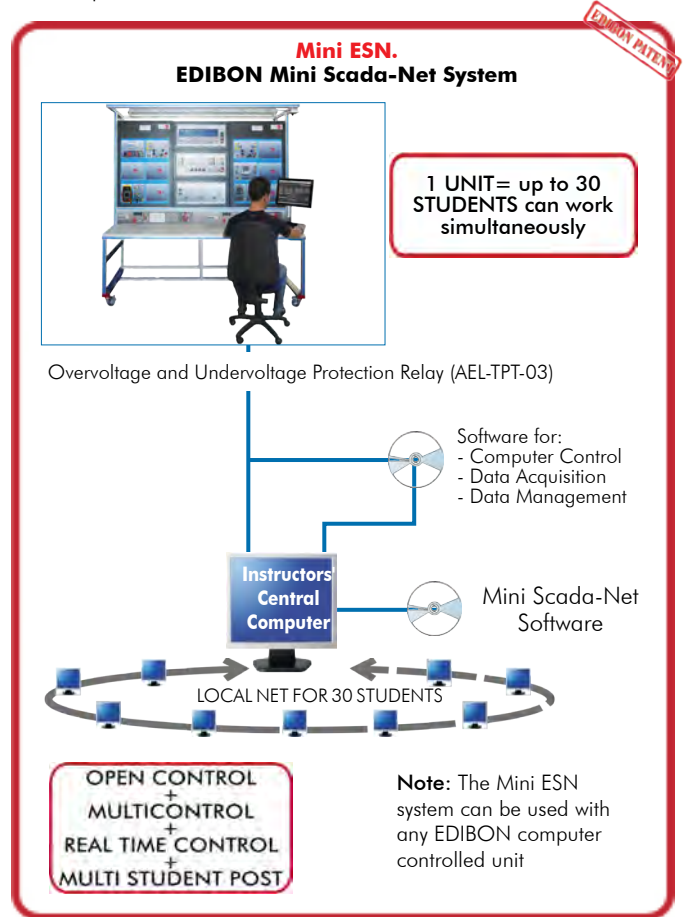 EDIBON PATENT
Mini ESN.
EDIBON Mini Scada-Net System
1 UNIT= up to 30
STUDENTS can work
simultaneously
Overvoltage and Undervoltage Protection Relay (AEL-TPT-03)
Software for:
- Computer Control
- Data Acquisition
- Data Management
Instructors'
Central
Computer
Mini Scada-Net
Software
LOCAL NET FOR 30 STUDENTS
OPEN CONTROL
+
MULTICONTROL
+
REAL TIME CONTROL
+
MULTI STUDENT POST
Note: The Mini ESN
system can be used with
any EDIBON computer
controlled unit